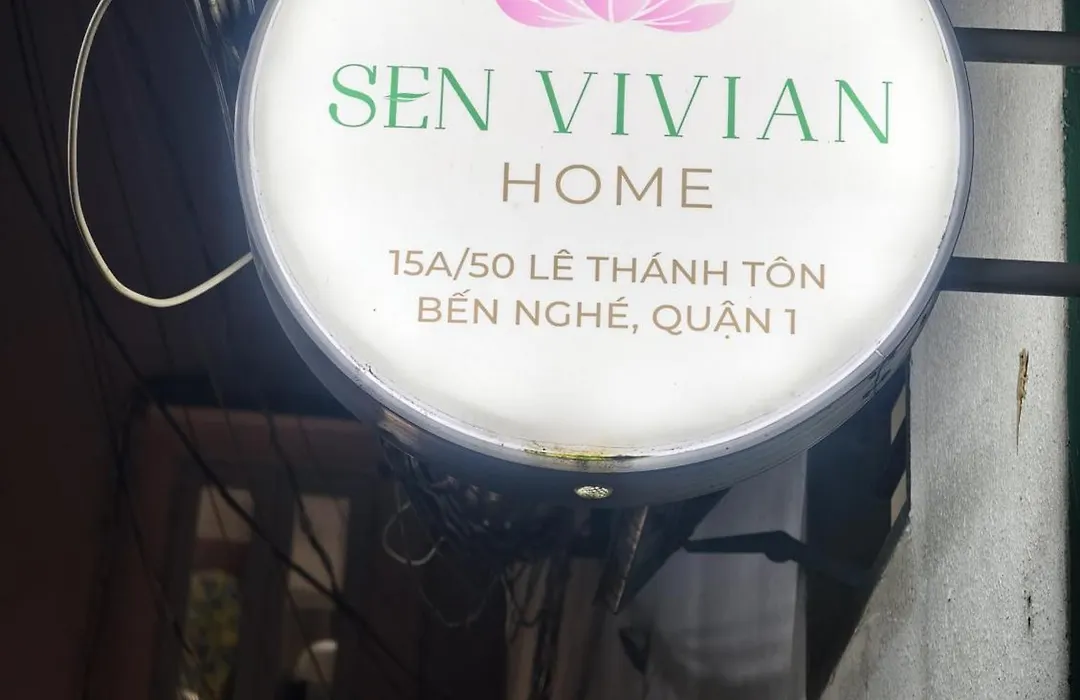 SEN VIVIAN
HOME
15A/50 LÊ THÁNH TÔN
BẾN NGHÉ, QUẬN 1